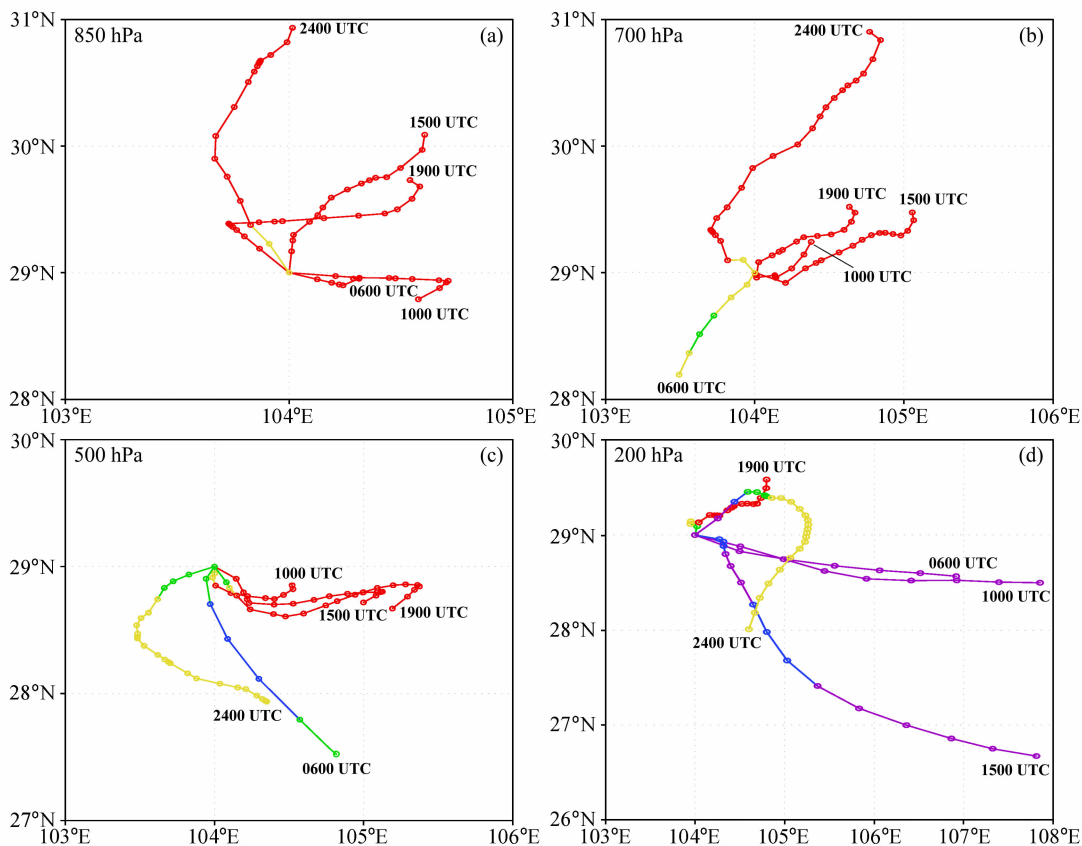 31°N
850 hPa
(a)
2400 UTC
1500 UTC
30°N
1900 UTC
29°N
0600 UTC
1000 UTC
28°N
103°E
104°E
105°E
31°N
700 hPa
(b)
2400 UTC
30°N
1900 UTC
1500 UTC
29°N
1000 UTC
0600 UTC
28°N
103°E
104°E
105°E
106°E
30°N
500 hPa
(c)
29°N
1000 UTC
1500 UTC
1900 UTC
28°N
2400 UTC
0600 UTC
27°N
103°E
104°E
105°E
106°E
30°N
200 hPa
(d)
1900 UTC
29°N
0600 UTC
1000 UTC
2400 UTC
28°N
27°N
1500 UTC
26°N
103°E
104°E
105°E
106°E
107°E
108°E